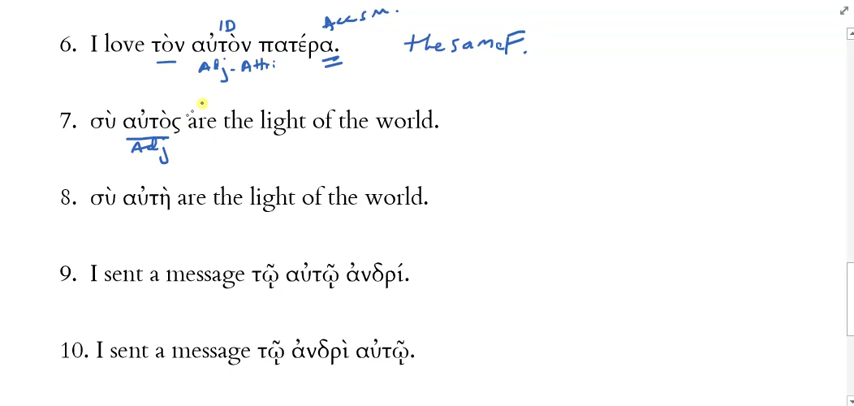 ID AccSM.
6. I love τὸν αὐτὸν πατέρα. the same F.
Adj-Attri
7. σὺ αὐτὸς are the light of the world.
Adj
8. σὺ αὐτὴ are the light of the world.
9. I sent a message τῷ αὐτῷ ἀνδρί.
10. I sent a message τῷ ἀνδρὶ αὐτῷ.